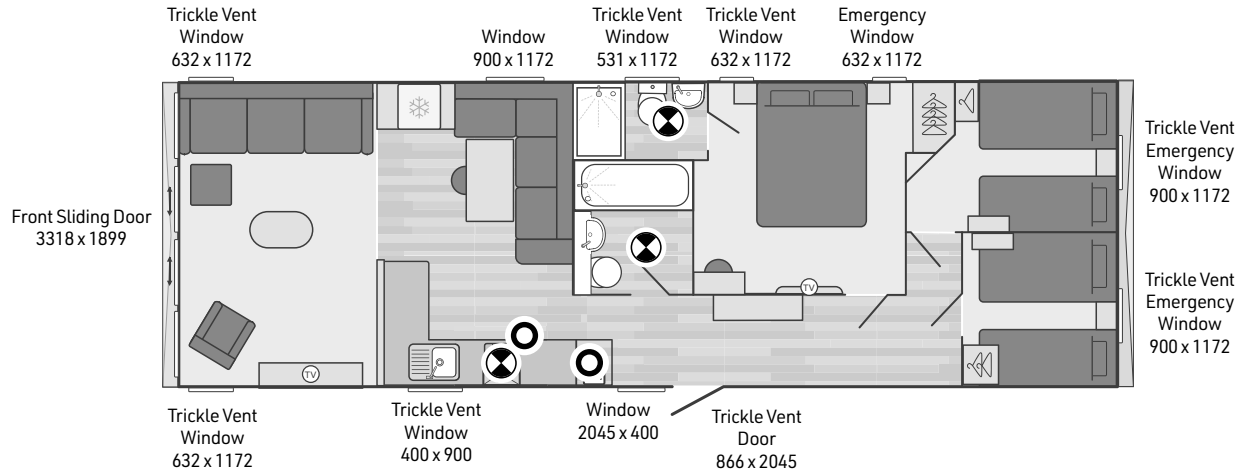 Trickle Vent
Window
632 x 1172
Window
900 x 1172
Trickle Vent
Window
531 x 1172
Trickle Vent
Window
632 x 1172
Emergency
Window
632 x 1172
Front Sliding Door
3318 x 1899
Trickle Vent
Emergency
Window
900 x 1172
TV
TV
Trickle Vent
Emergency
Window
900 x 1172
Trickle Vent
Window
632 x 1172
Trickle Vent
Window
400 x 900
Window
2045 x 400
Trickle Vent
Door
866 x 2045